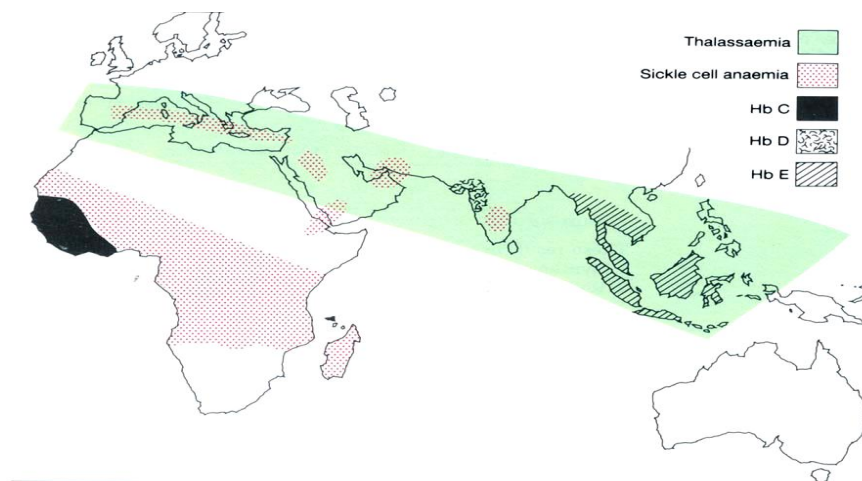 Thalassaemia
Sickle cell anaemia
Hb C
Hb D
Hb E